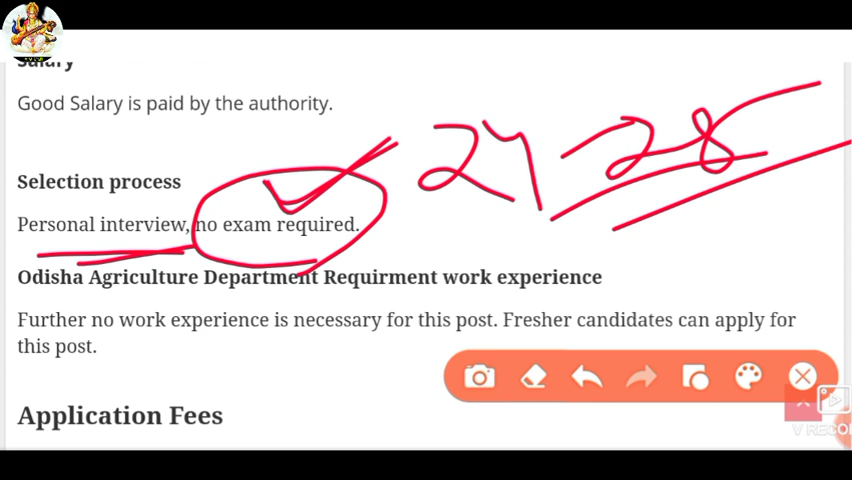 Salary
Good Salary is paid by the authority.
Selection process
Personal interview, no exam required.
24 - 28
Odisha Agriculture Department Requirment work experience
Further no work experience is necessary for this post. Fresher candidates can apply for
this post.
Application Fees
V RECO